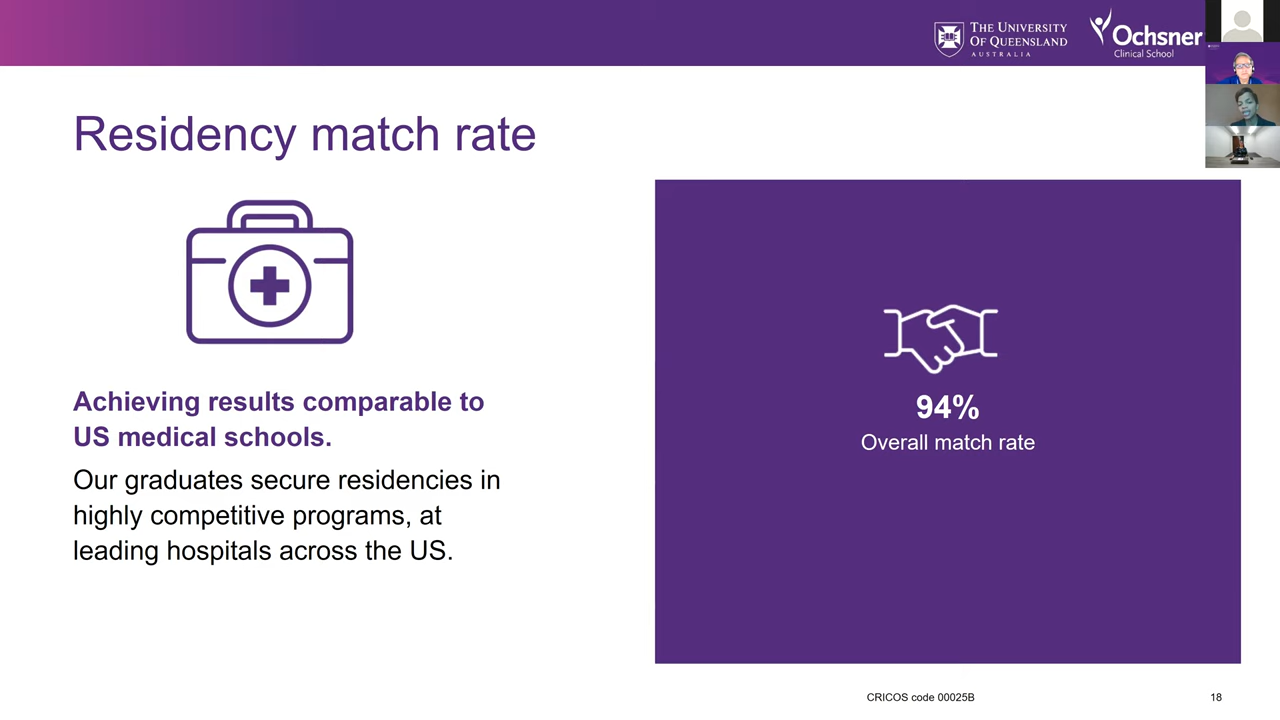 THE UNIVERSITY
OF QUEENSLAND
AUSTRALIA
Ochsner
Clinical School
Residency match rate
Achieving results comparable to
US medical schools.
Our graduates secure residencies in
highly competitive programs, at
leading hospitals across the US.
94%
Overall match rate
CRICOS code 00025B
18